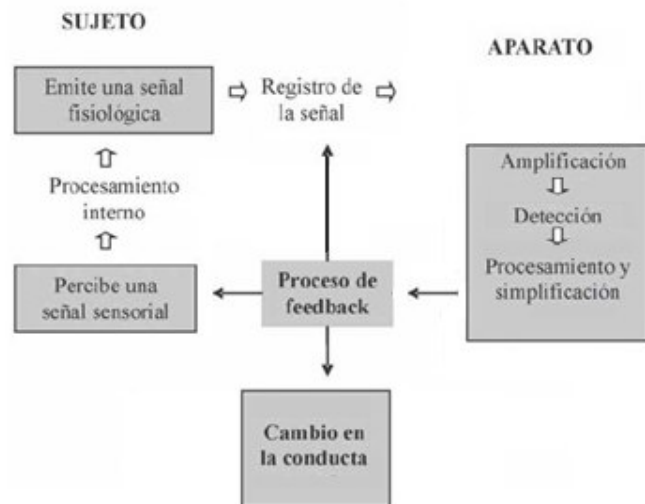 SUJETO
APARATO
Emite una señal
fisiológica
Registro de
la señal
Amplificación
Detección
Procesamiento y
simplificación
Procesamiento
interno
Percibe una
señal sensorial
Proceso de
feedback
Cambio en
la conducta